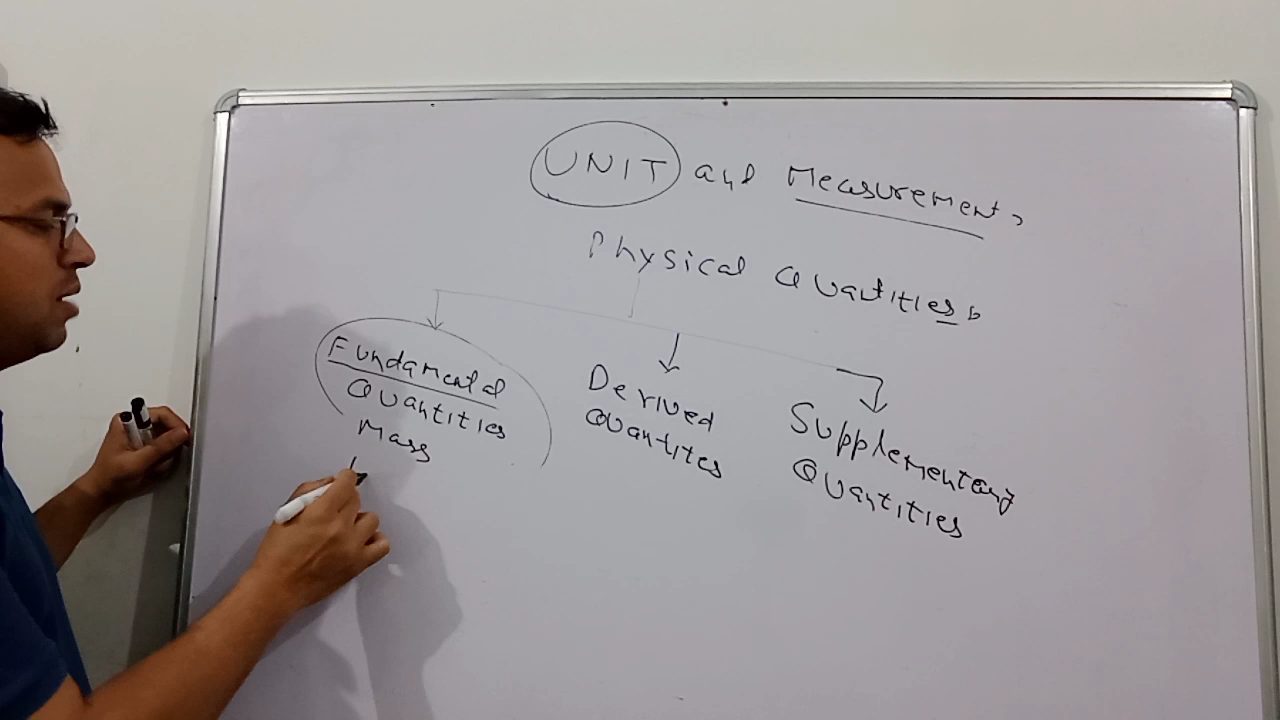 UNIT and Measurement,
Physical Quantities
Fundamental
Quantities
Mass
Derived
Quantites
Supplementary
Quantities